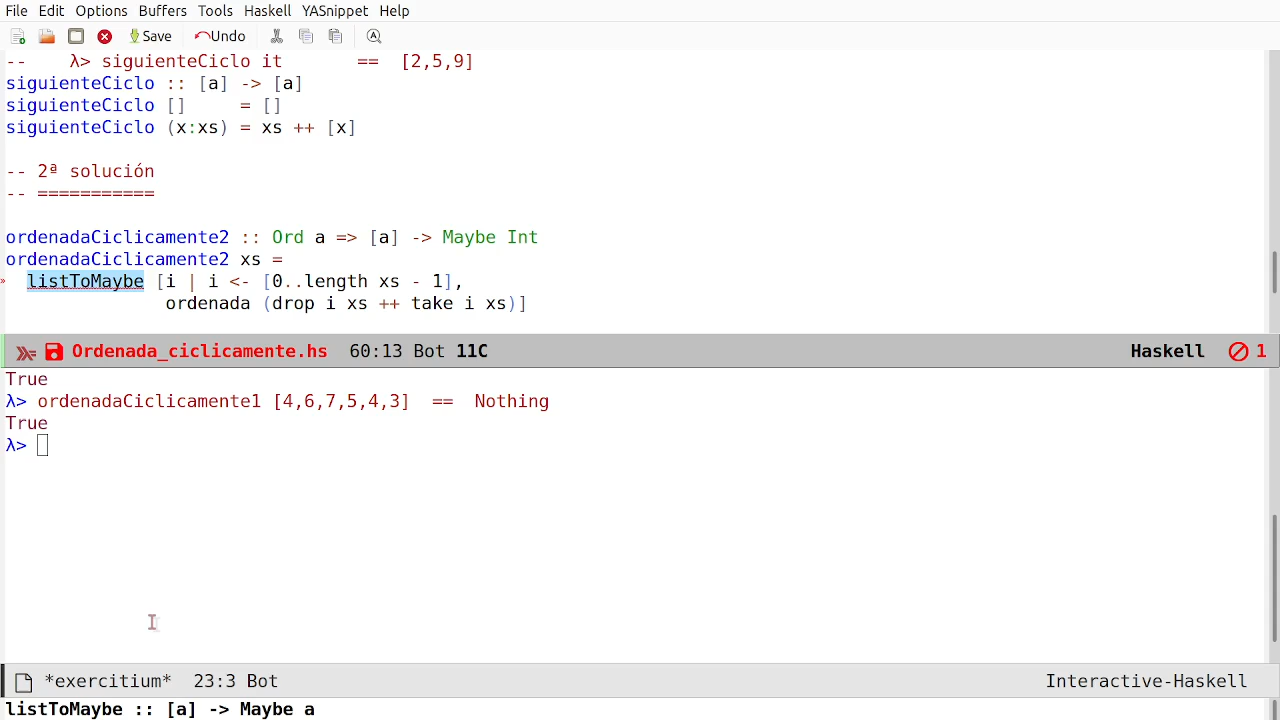 File Edit Options Buffers Tools Haskell YASnippet Help
Save Undo
--    λ> siguienteCiclo it       ==  [2,5,9]
siguienteCiclo :: [a] -> [a]
siguienteCiclo []     = []
siguienteCiclo (x:xs) = xs ++ [x]
-- 2ª solución
-- ===========
ordenadaCiclicamente2 :: Ord a => [a] -> Maybe Int
ordenadaCiclicamente2 xs =
  listToMaybe [i | i <- [0..length xs - 1],
               ordenada (drop i xs ++ take i xs)]
Ordenada_ciclicamente.hs  60:13 Bot 11C Haskell 1
True
λ> ordenadaCiclicamente1 [4,6,7,5,4,3]  ==  Nothing
True
λ>
*exercitium*  23:3 Bot Interactive-Haskell
listToMaybe :: [a] -> Maybe a